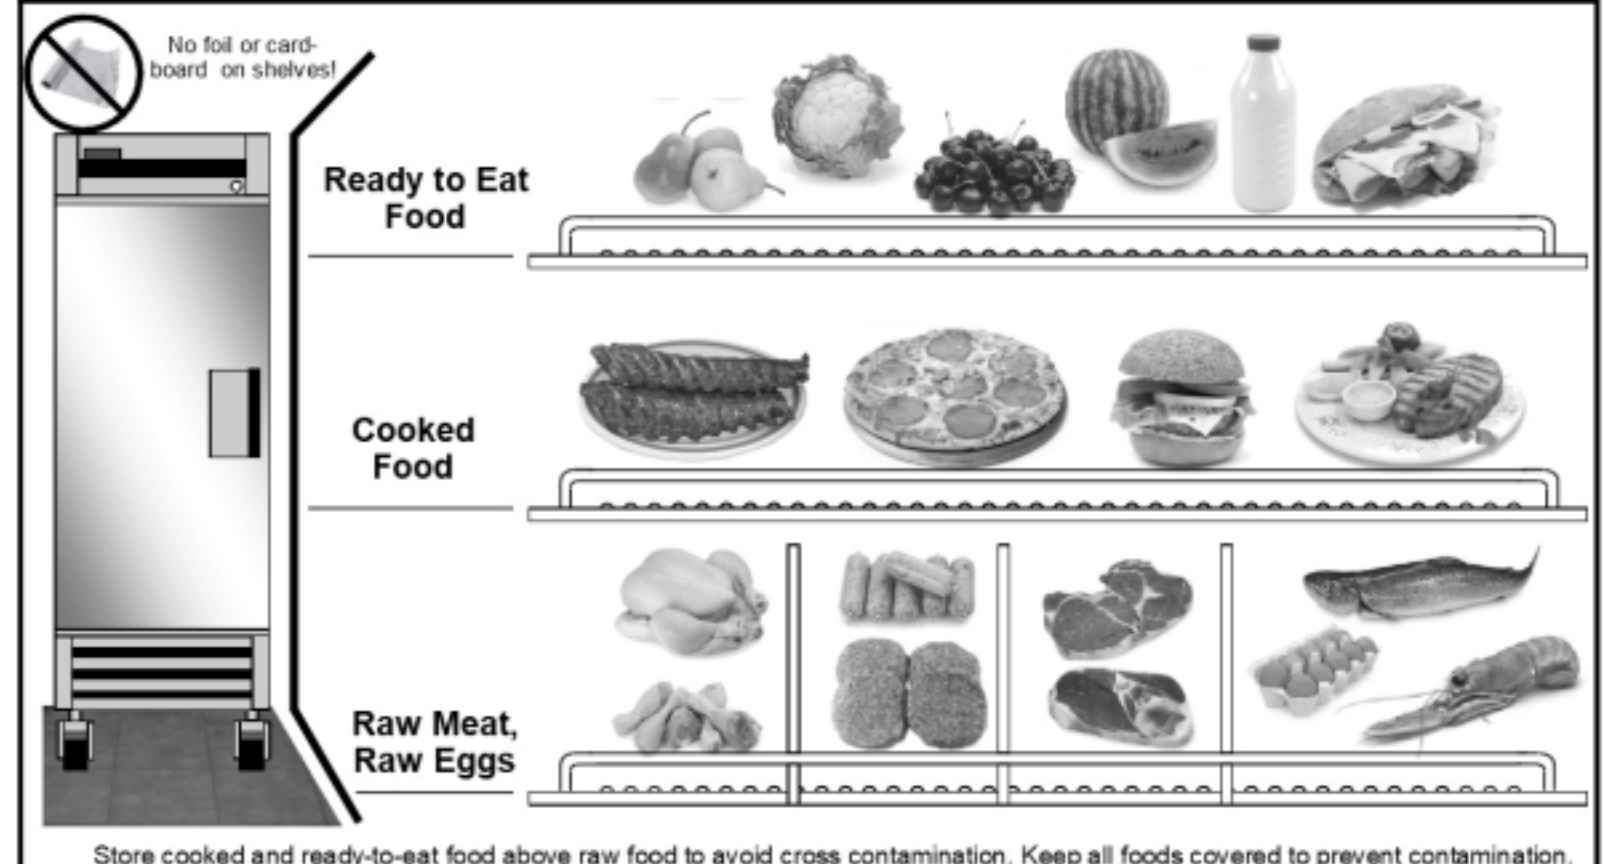 No foil or card-
board on shelves!
Ready to Eat
Food
Cooked
Food
Raw Meat,
Raw Eggs
Store cooked and ready-to-eat food above raw food to avoid cross contamination. Keep all foods covered to prevent contamination.